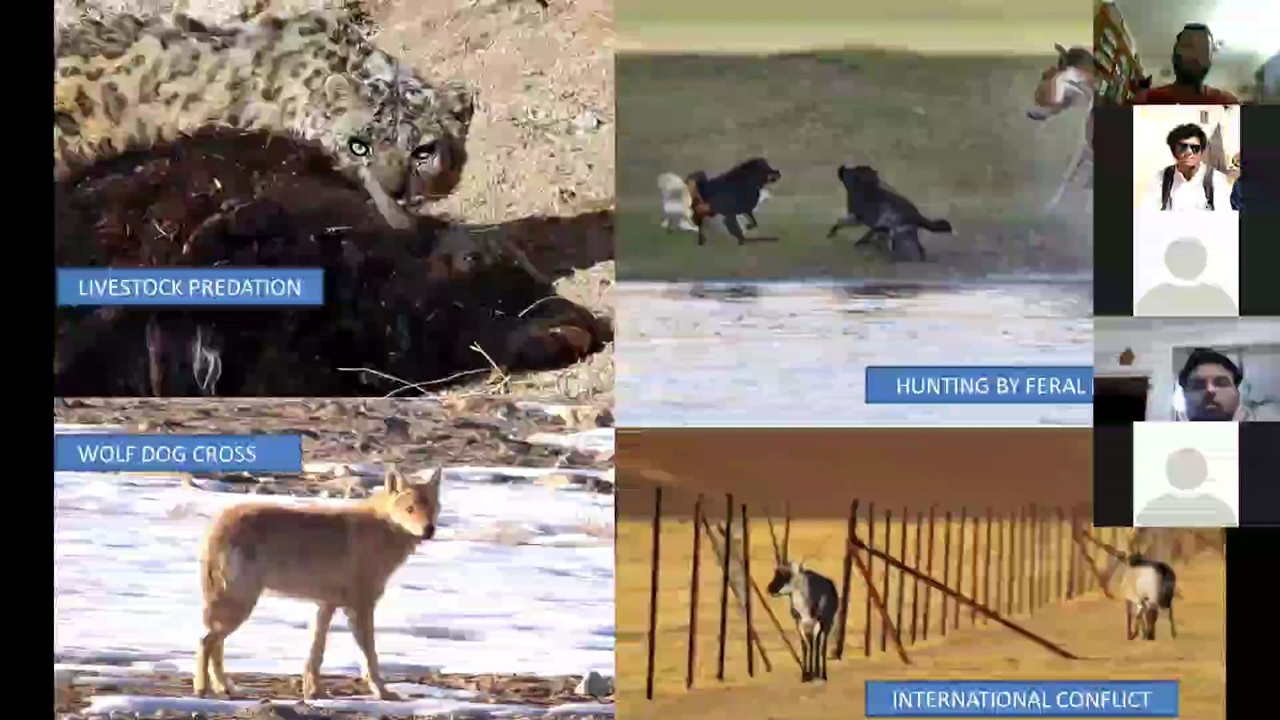 LIVESTOCK PREDATION
HUNTING BY FERAL
WOLF DOG CROSS
INTERNATIONAL CONFLICT